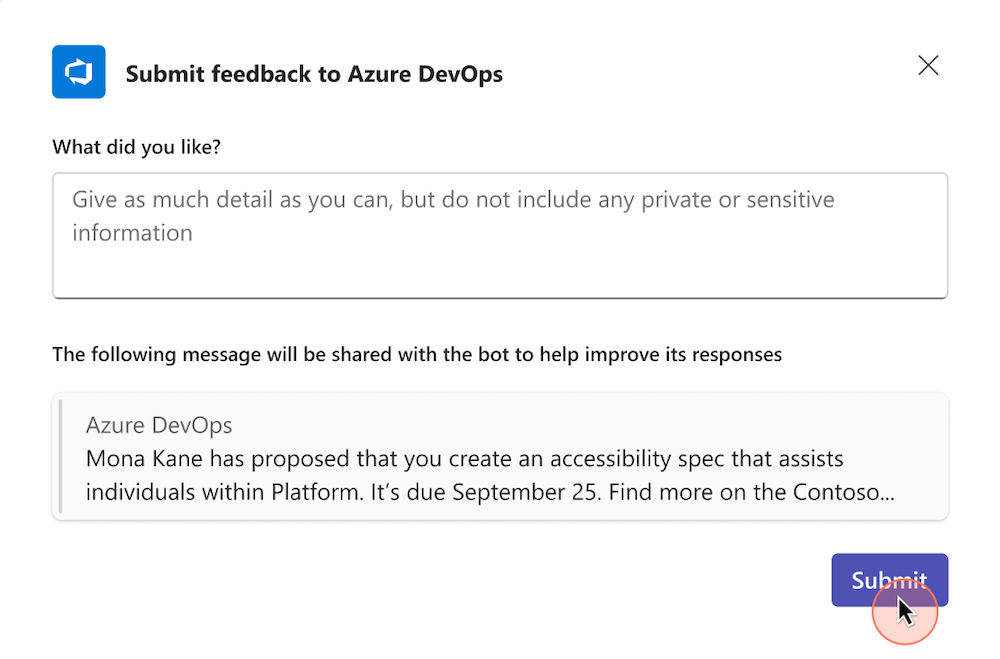 Submit feedback to Azure DevOps
What did you like?
Give as much detail as you can, but do not include any private or sensitive
information
The following message will be shared with the bot to help improve its responses
Azure DevOps
Mona Kane has proposed that you create an accessibility spec that assists
individuals within Platform. It’s due September 25. Find more on the Contoso...
Submit